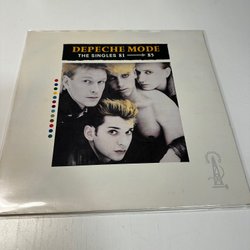 DEPECHE MODE
THE SINGLES 81 → 85